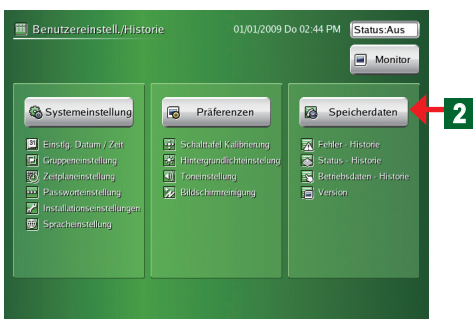 Benutzereinstell./Historie
01/01/2009 Do 02:44 PM
Status:Aus
Monitor
Systemeinstellung
Einstlg. Datum / Zeit
Gruppeneinstellung
Zeitplaneinstellung
Passworteinstellung
Installationseinstellungen
Spracheinstellung
Präferenzen
Schalttafel Kalibrierung
Hintergrundlichteinstelung
Toneinstellung
Bildschirmreinigung
Speicherdaten
Fehler - Historie
Status - Historie
Betriebsdaten - Historie
Version
2